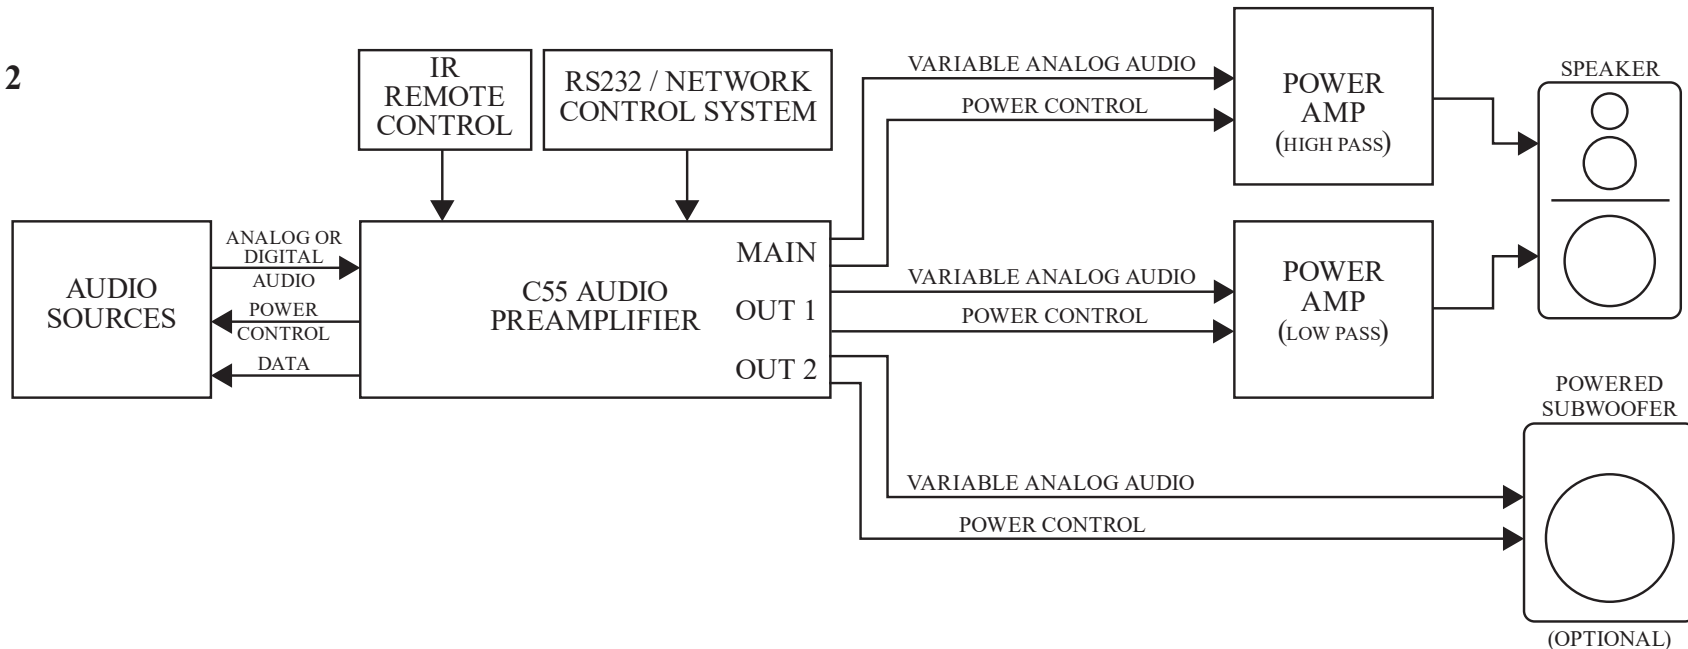 2
IR
REMOTE
CONTROL
RS232 / NETWORK
CONTROL SYSTEM
VARIABLE ANALOG AUDIO
POWER CONTROL
POWER
AMP
(HIGH PASS)
SPEAKER
AUDIO
SOURCES
ANALOG OR
DIGITAL
AUDIO
POWER
CONTROL
DATA
C55 AUDIO
PREAMPLIFIER
MAIN
OUT 1
OUT 2
VARIABLE ANALOG AUDIO
POWER CONTROL
POWER
AMP
(LOW PASS)
VARIABLE ANALOG AUDIO
POWER CONTROL
POWERED
SUBWOOFER
(OPTIONAL)